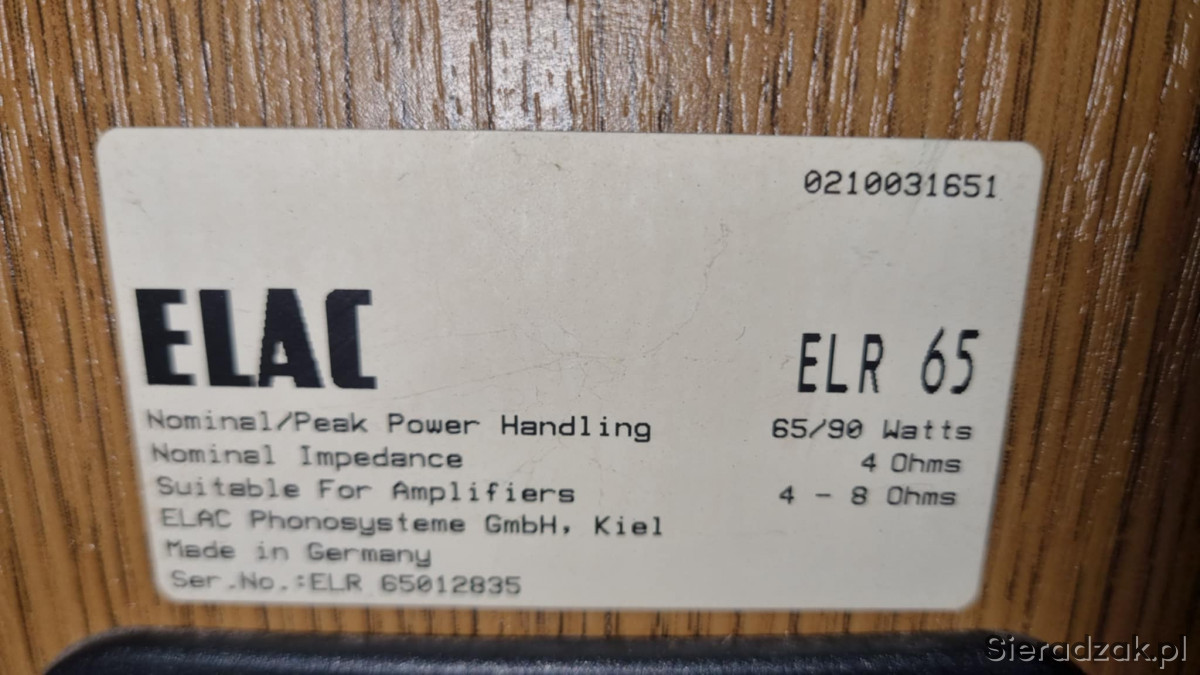 0210031651
ELAC
ELR 65
Nominal/Peak Power Handling 65/90 Watts
Nominal Impedance 4 Ohms
Suitable For Amplifiers 4 - 8 Ohms
ELAC Phonosysteme GmbH, Kiel
Made in Germany
Ser.No.:ELR 65012835
Sieradzak.pl